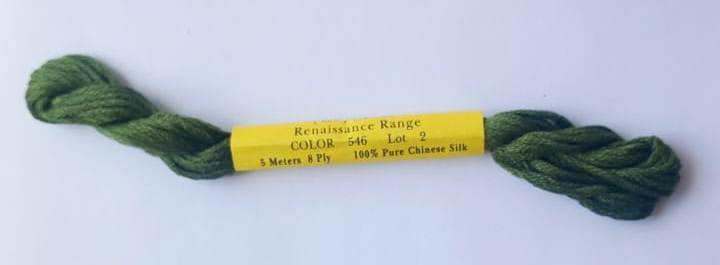 Renaissance Range
COLOR 546 Lot 2
5 Meters 8 Ply 100% Pure Chinese Silk